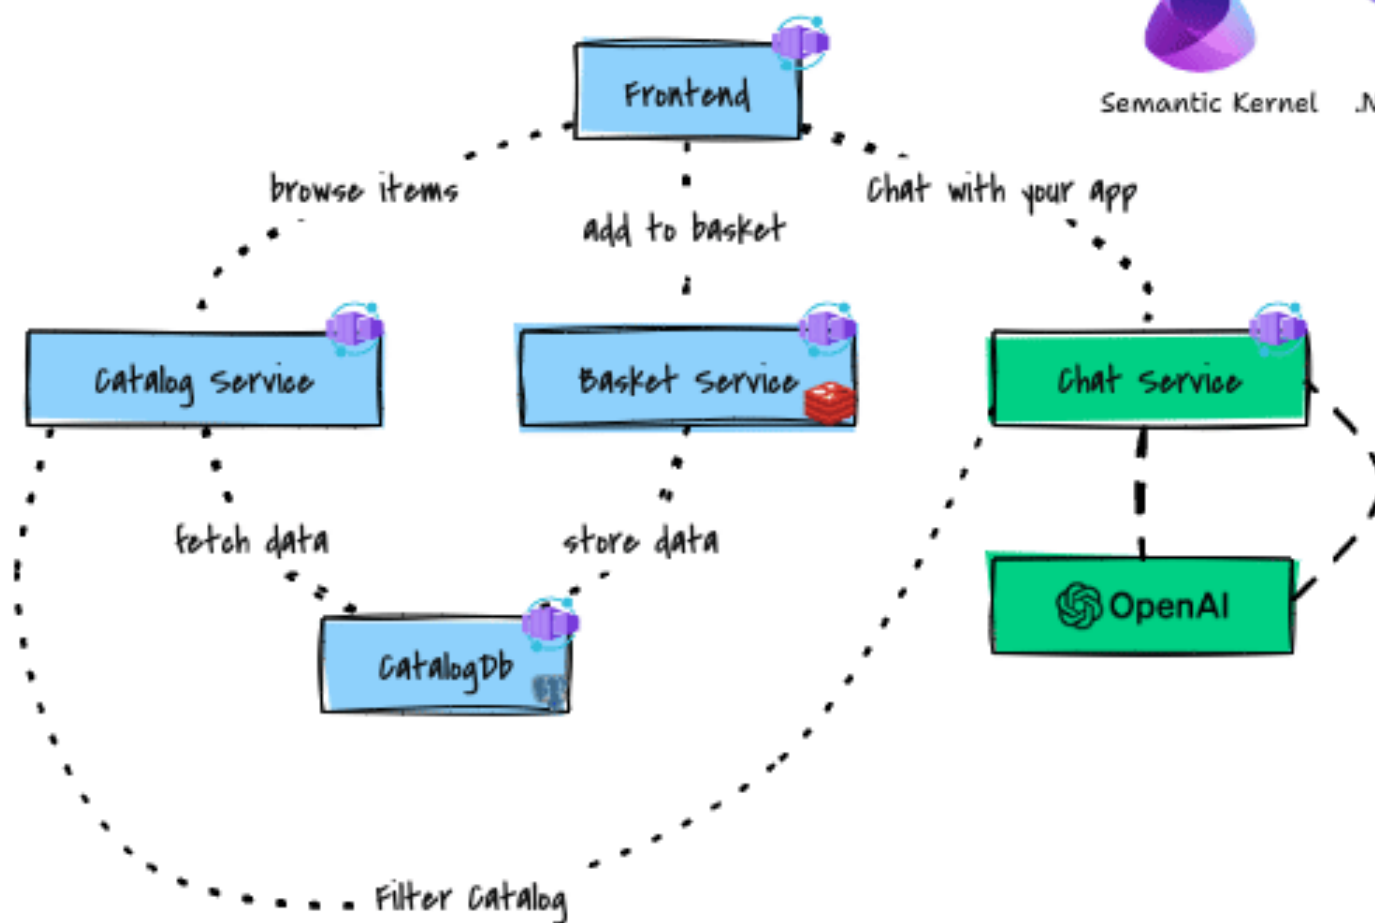 Frontend
Semantic Kernel
.N
browse items
Chat with your app
add to basket
Catalog Service
Basket Service
Chat Service
fetch data
store data
OpenAI
CatalogDb
Filter Catalog